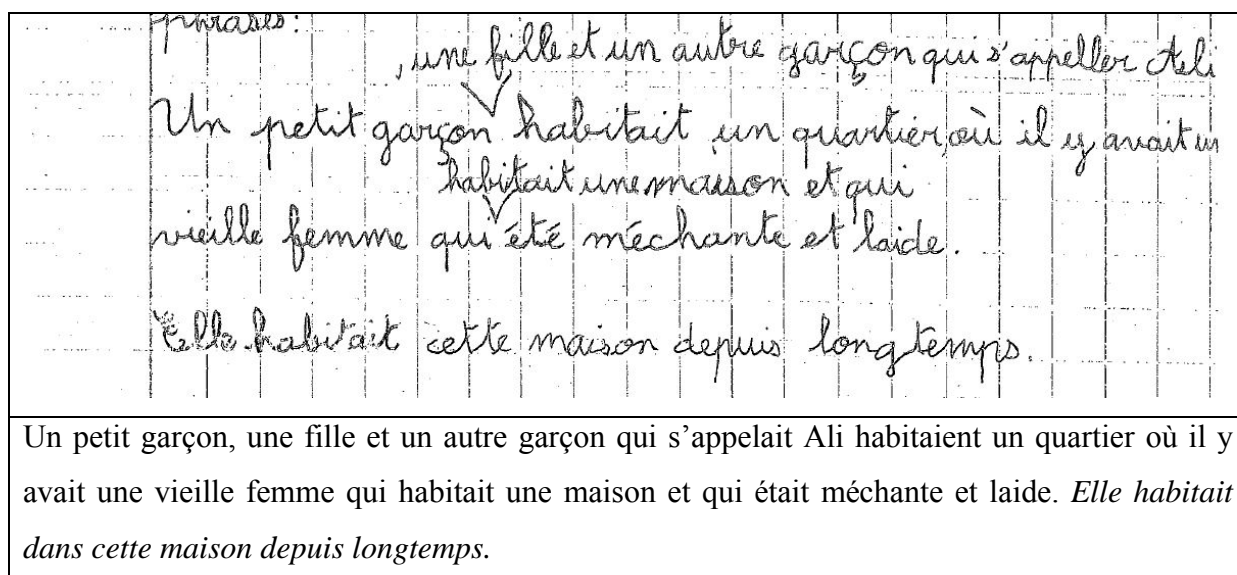 phrases:
, une fille et un autre garçon qui s'appeller Ali
Un petit garçon habitait un quartier, où il y avait un
habitait une maison et qui
vieille femme qui été méchante et laide.
Elle habitait cette maison depuis longtemps.
Un petit garçon, une fille et un autre garçon qui s’appelait Ali habitaient un quartier où il y
avait une vieille femme qui habitait une maison et qui était méchante et laide. Elle habitait
dans cette maison depuis longtemps.